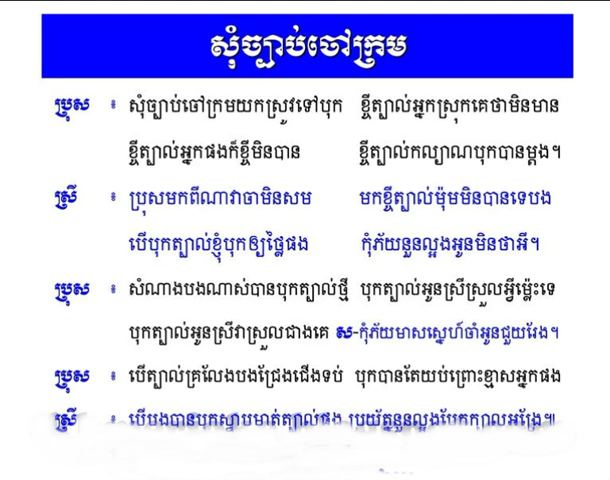 សុំច្បាប់ចៅក្រម
ប្រុស ៖ សុំច្បាប់ចៅក្រមយកស្រូវទៅបុក ខ្ចីត្បាល់អ្នកស្រុកគេថាមិនមាន
ខ្ចីត្បាល់អ្នកផងក៏ខ្ចីមិនបាន ខ្ចីត្បាល់កល្យាណបុកបានម្ដង។
ស្រី ៖ ប្រុសមកពីណាវាចាមិនសម មកខ្ចីត្បាល់ម៉ុមមិនបានទេបង
បើបុកត្បាល់ខ្ញុំបុកឲ្យថ្លៃផង កុំភ័យនួនល្អងអូនមិនថាអី។
ប្រុស ៖ សំណាងបងណាស់បានបុកត្បាល់ថ្មី បុកត្បាល់អូនស្រីស្រួលអ្វីម្ល៉េះទេ
បុកត្បាល់អូនស្រីវាស្រួលជាងគេ ស-កុំភ័យមាសស្នេហ៍ចាំអូនជួយរែង។
ប្រុស ៖ បើត្បាល់គ្រលែងបងជ្រែងជើងទប់ បុកបានតែយប់ព្រោះខ្មាសអ្នកផង
ស្រី ៖ បើបងបានបុកស្ទាបមាត់ត្បាល់ផង ប្រយ័ត្ននួនល្អងបែកក្បាលអង្រែ៕